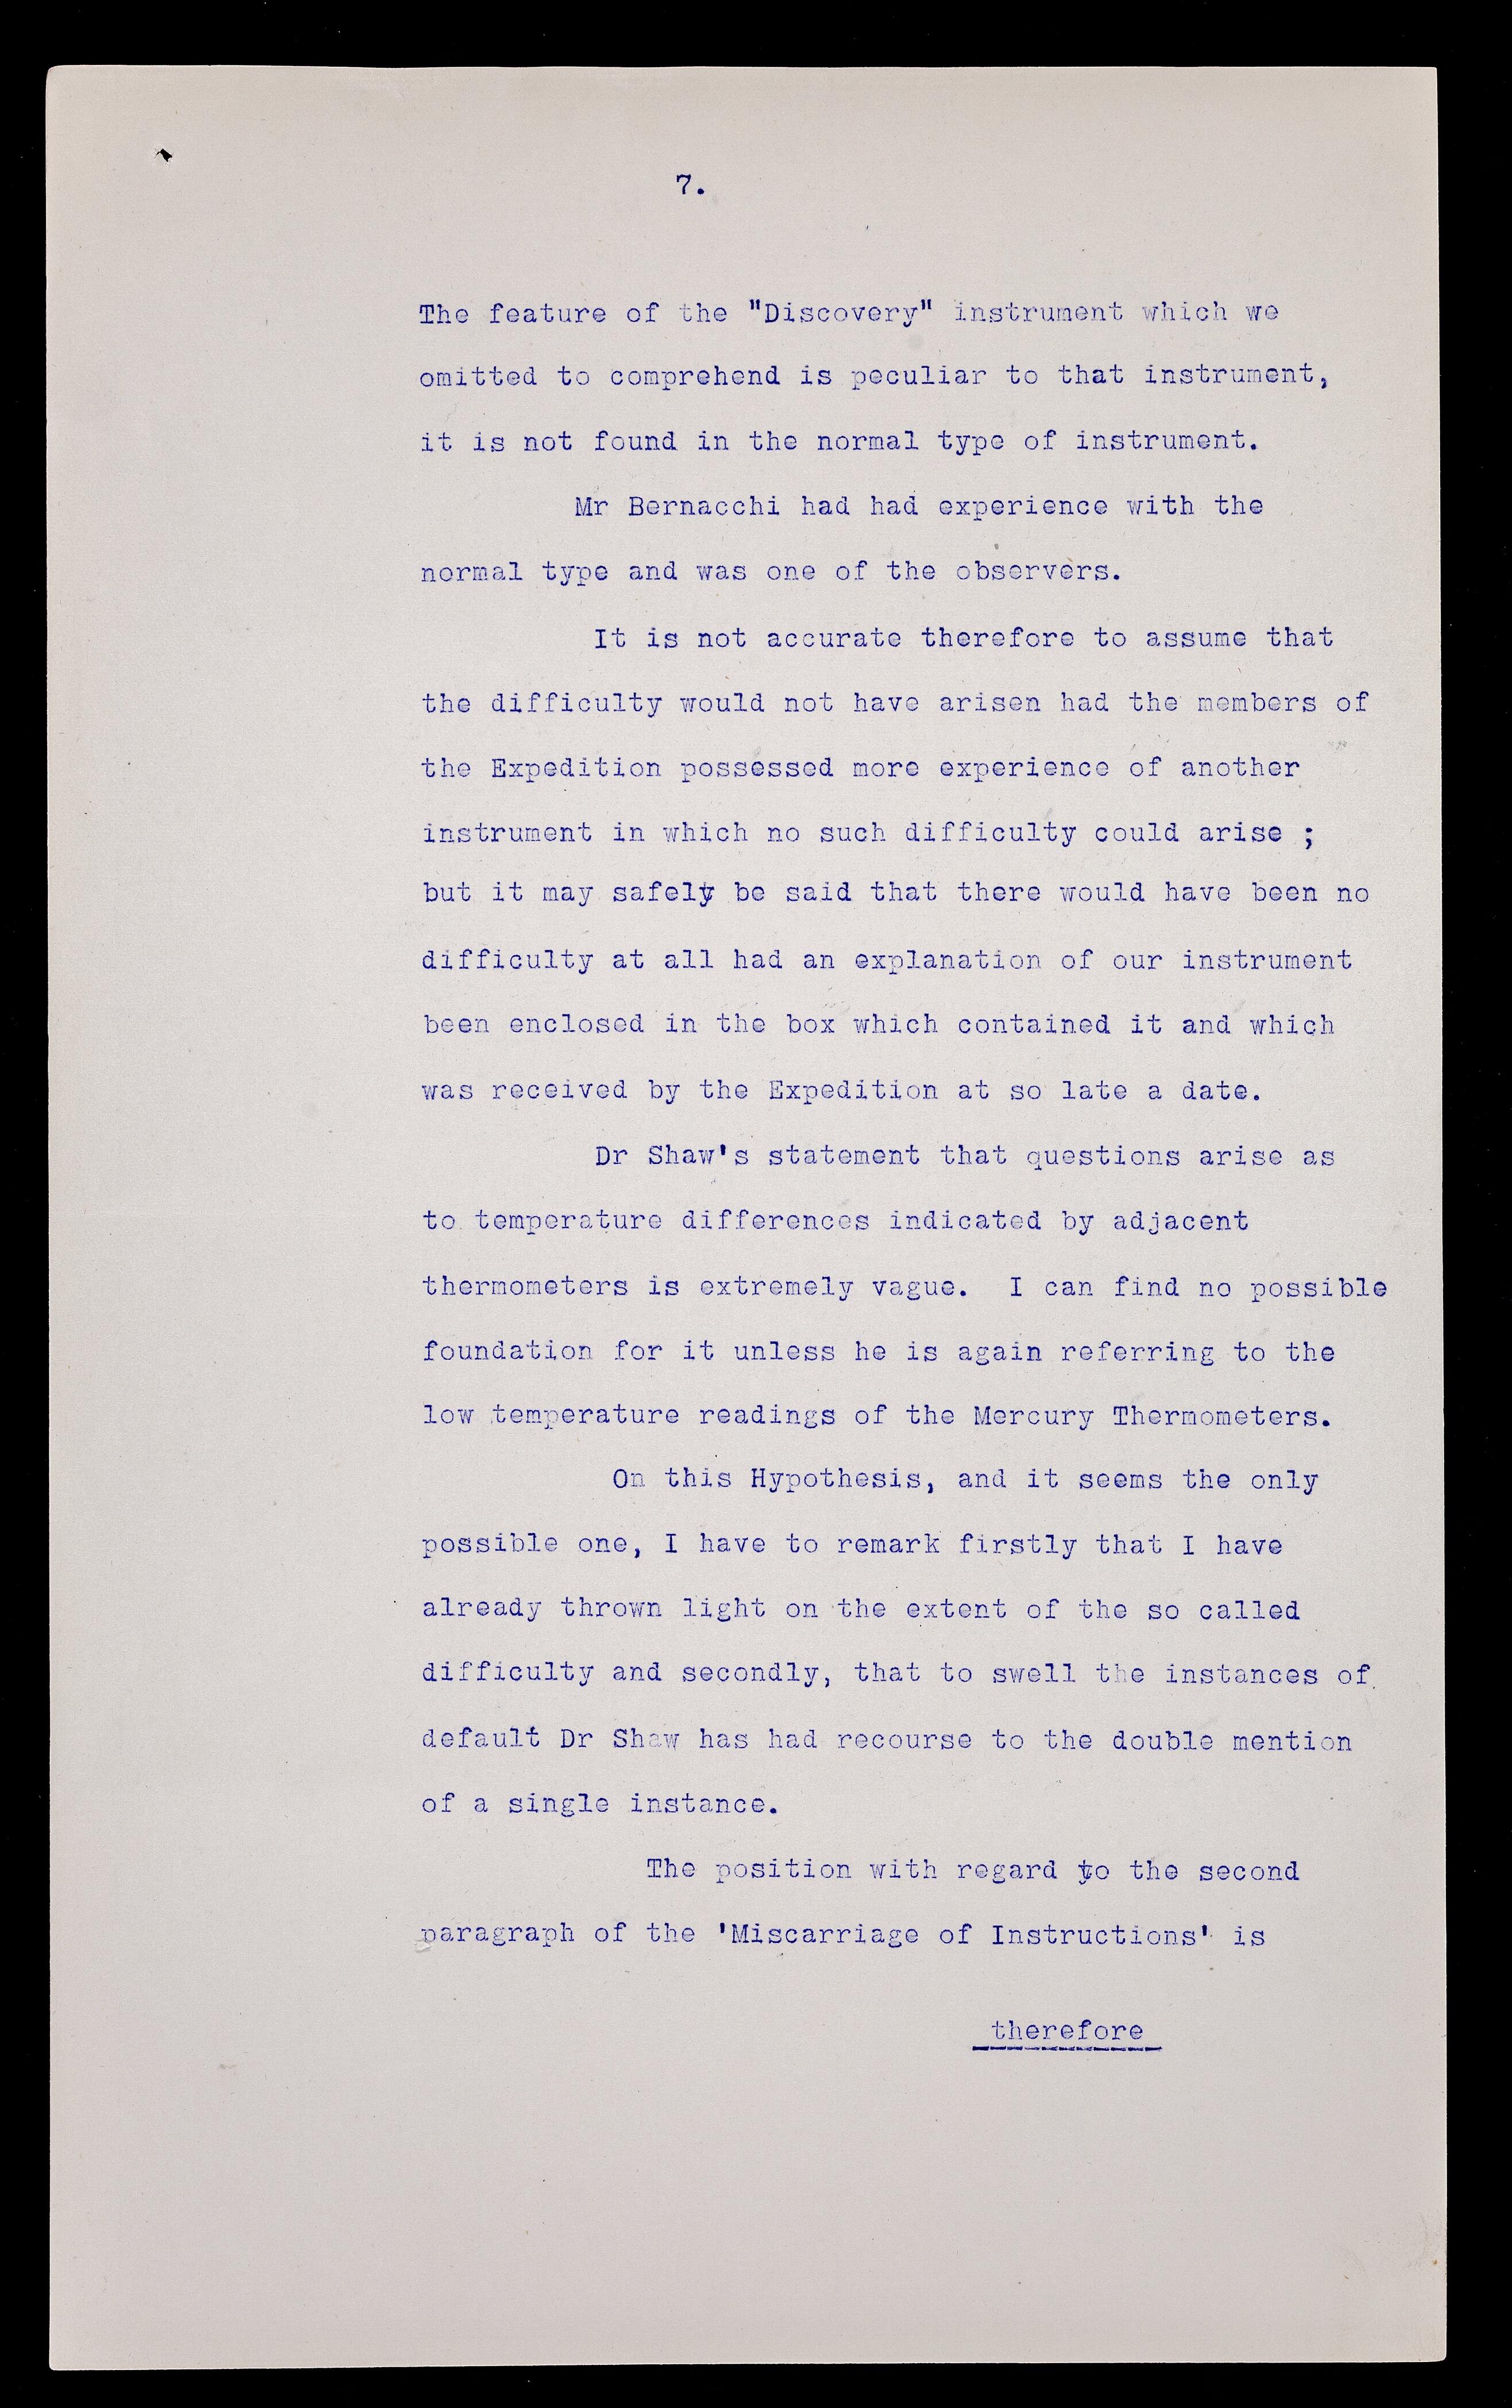 7.
The feature of the "Discovery" instrument which we
omitted to comprehend is peculiar to that instrument,
it is not found in the normal type of instrument.
Mr Bernacchi had had experience with the
normal type and was one of the observers.
It is not accurate therefore to assume that
the difficulty would not have arisen had the members of
the Expedition possessed more experience of another
instrument in which no such difficulty could arise ;
but it may safely be said that there would have been no
difficulty at all had an explanation of our instrument
been enclosed in the box which contained it and which
was received by the Expedition at so late a date.
Dr Shaw's statement that questions arise as
to temperature differences indicated by adjacent
thermometers is extremely vague.  I can find no possible
foundation for it unless he is again referring to the
low temperature readings of the Mercury Thermometers.
On this Hypothesis, and it seems the only
possible one, I have to remark firstly that I have
already thrown light on the extent of the so called
difficulty and secondly, that to swell the instances of
default Dr Shaw has had recourse to the double mention
of a single instance.
The position with regard to the second
paragraph of the 'Miscarriage of Instructions' is
therefore